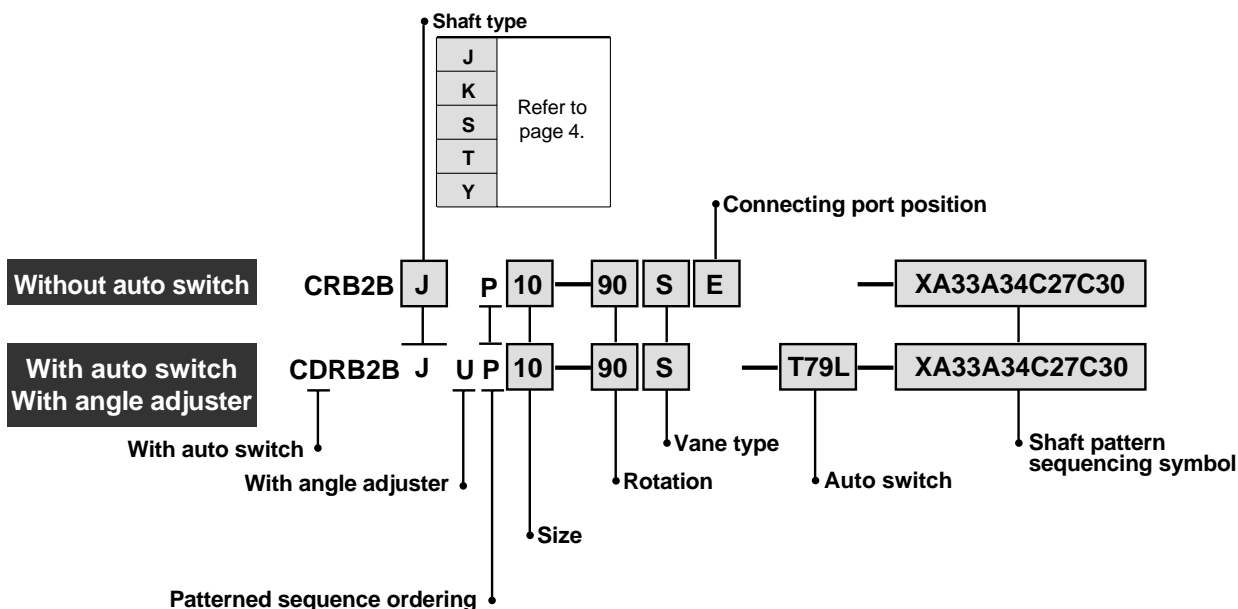 Shaft type
J
K
S
T
Y
Refer to
page 4.
Connecting port position
Without auto switch
CRB2B J P 10 — 90 S E — XA33A34C27C30
With auto switch
With angle adjuster
CDRB2B J U P 10 — 90 S — T79L — XA33A34C27C30
With auto switch
With angle adjuster
Patterned sequence ordering
Size
Rotation
Vane type
Auto switch
Shaft pattern
sequencing symbol